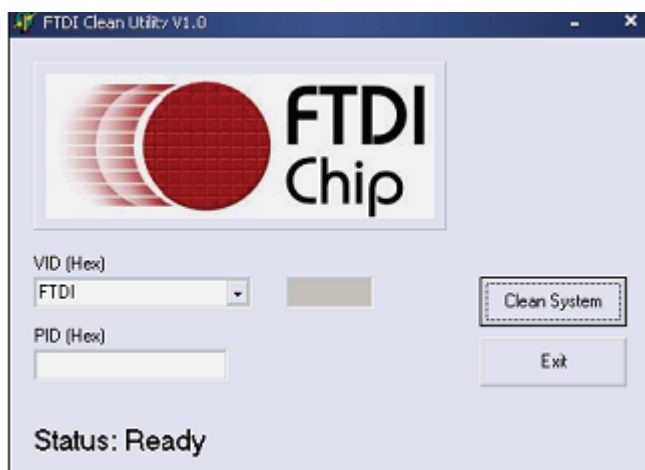 FTDI Clean Utility V1.0
FTDI
Chip
VID (Hex)
FTDI
Clean System
PID (Hex)
Exit
Status: Ready